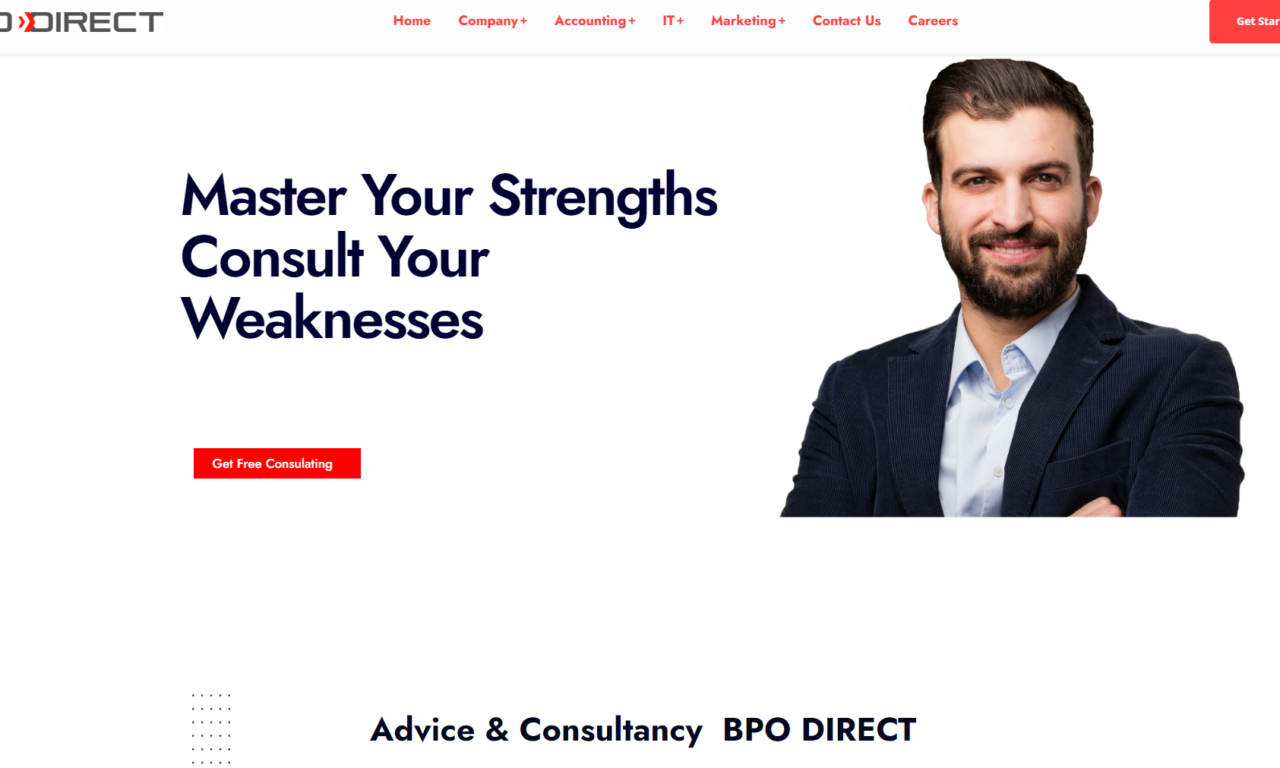 DIRECT
Home Company+ Accounting+ IT+ Marketing+ Contact Us Careers
Get Star
Master Your Strengths
Consult Your
Weaknesses
Get Free Consulating
Advice & Consultancy BPO DIRECT